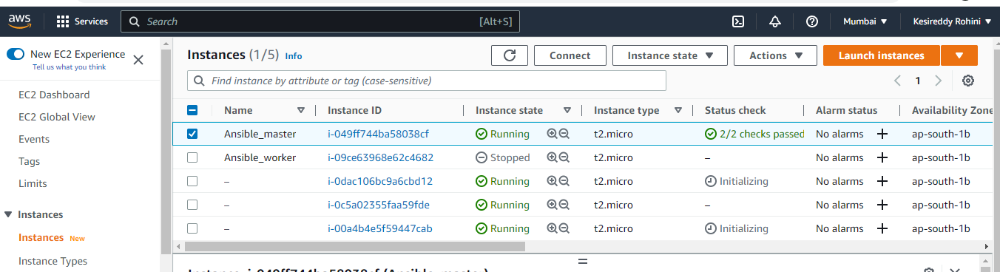 aws Services Search [Alt+S] Mumbai Kesireddy Rohini
New EC2 Experience
Tell us what you think
EC2 Dashboard
EC2 Global View
Events
Tags
Limits
Instances
Instances New
Instance Types
Instances (1/5) Info Connect Instance state Actions Launch instances
Find instance by attribute or tag (case-sensitive) 1
Name Instance ID Instance state Instance type Status check Alarm status Availability Zone
Ansible_master i-049ff744ba58038cf Running t2.micro 2/2 checks passed No alarms + ap-south-1b
Ansible_worker i-09ce63968e62c4682 Stopped t2.micro – No alarms + ap-south-1b
– i-0dac106bc9a6cbd12 Running t2.micro Initializing No alarms + ap-south-1b
– i-0c5a02355faa59fde Running t2.micro – No alarms + ap-south-1b
– i-00a4b4e5f59447cab Running t2.micro Initializing No alarms + ap-south-1b
Instance: i-049ff744ba58038cf (Ansible_master)